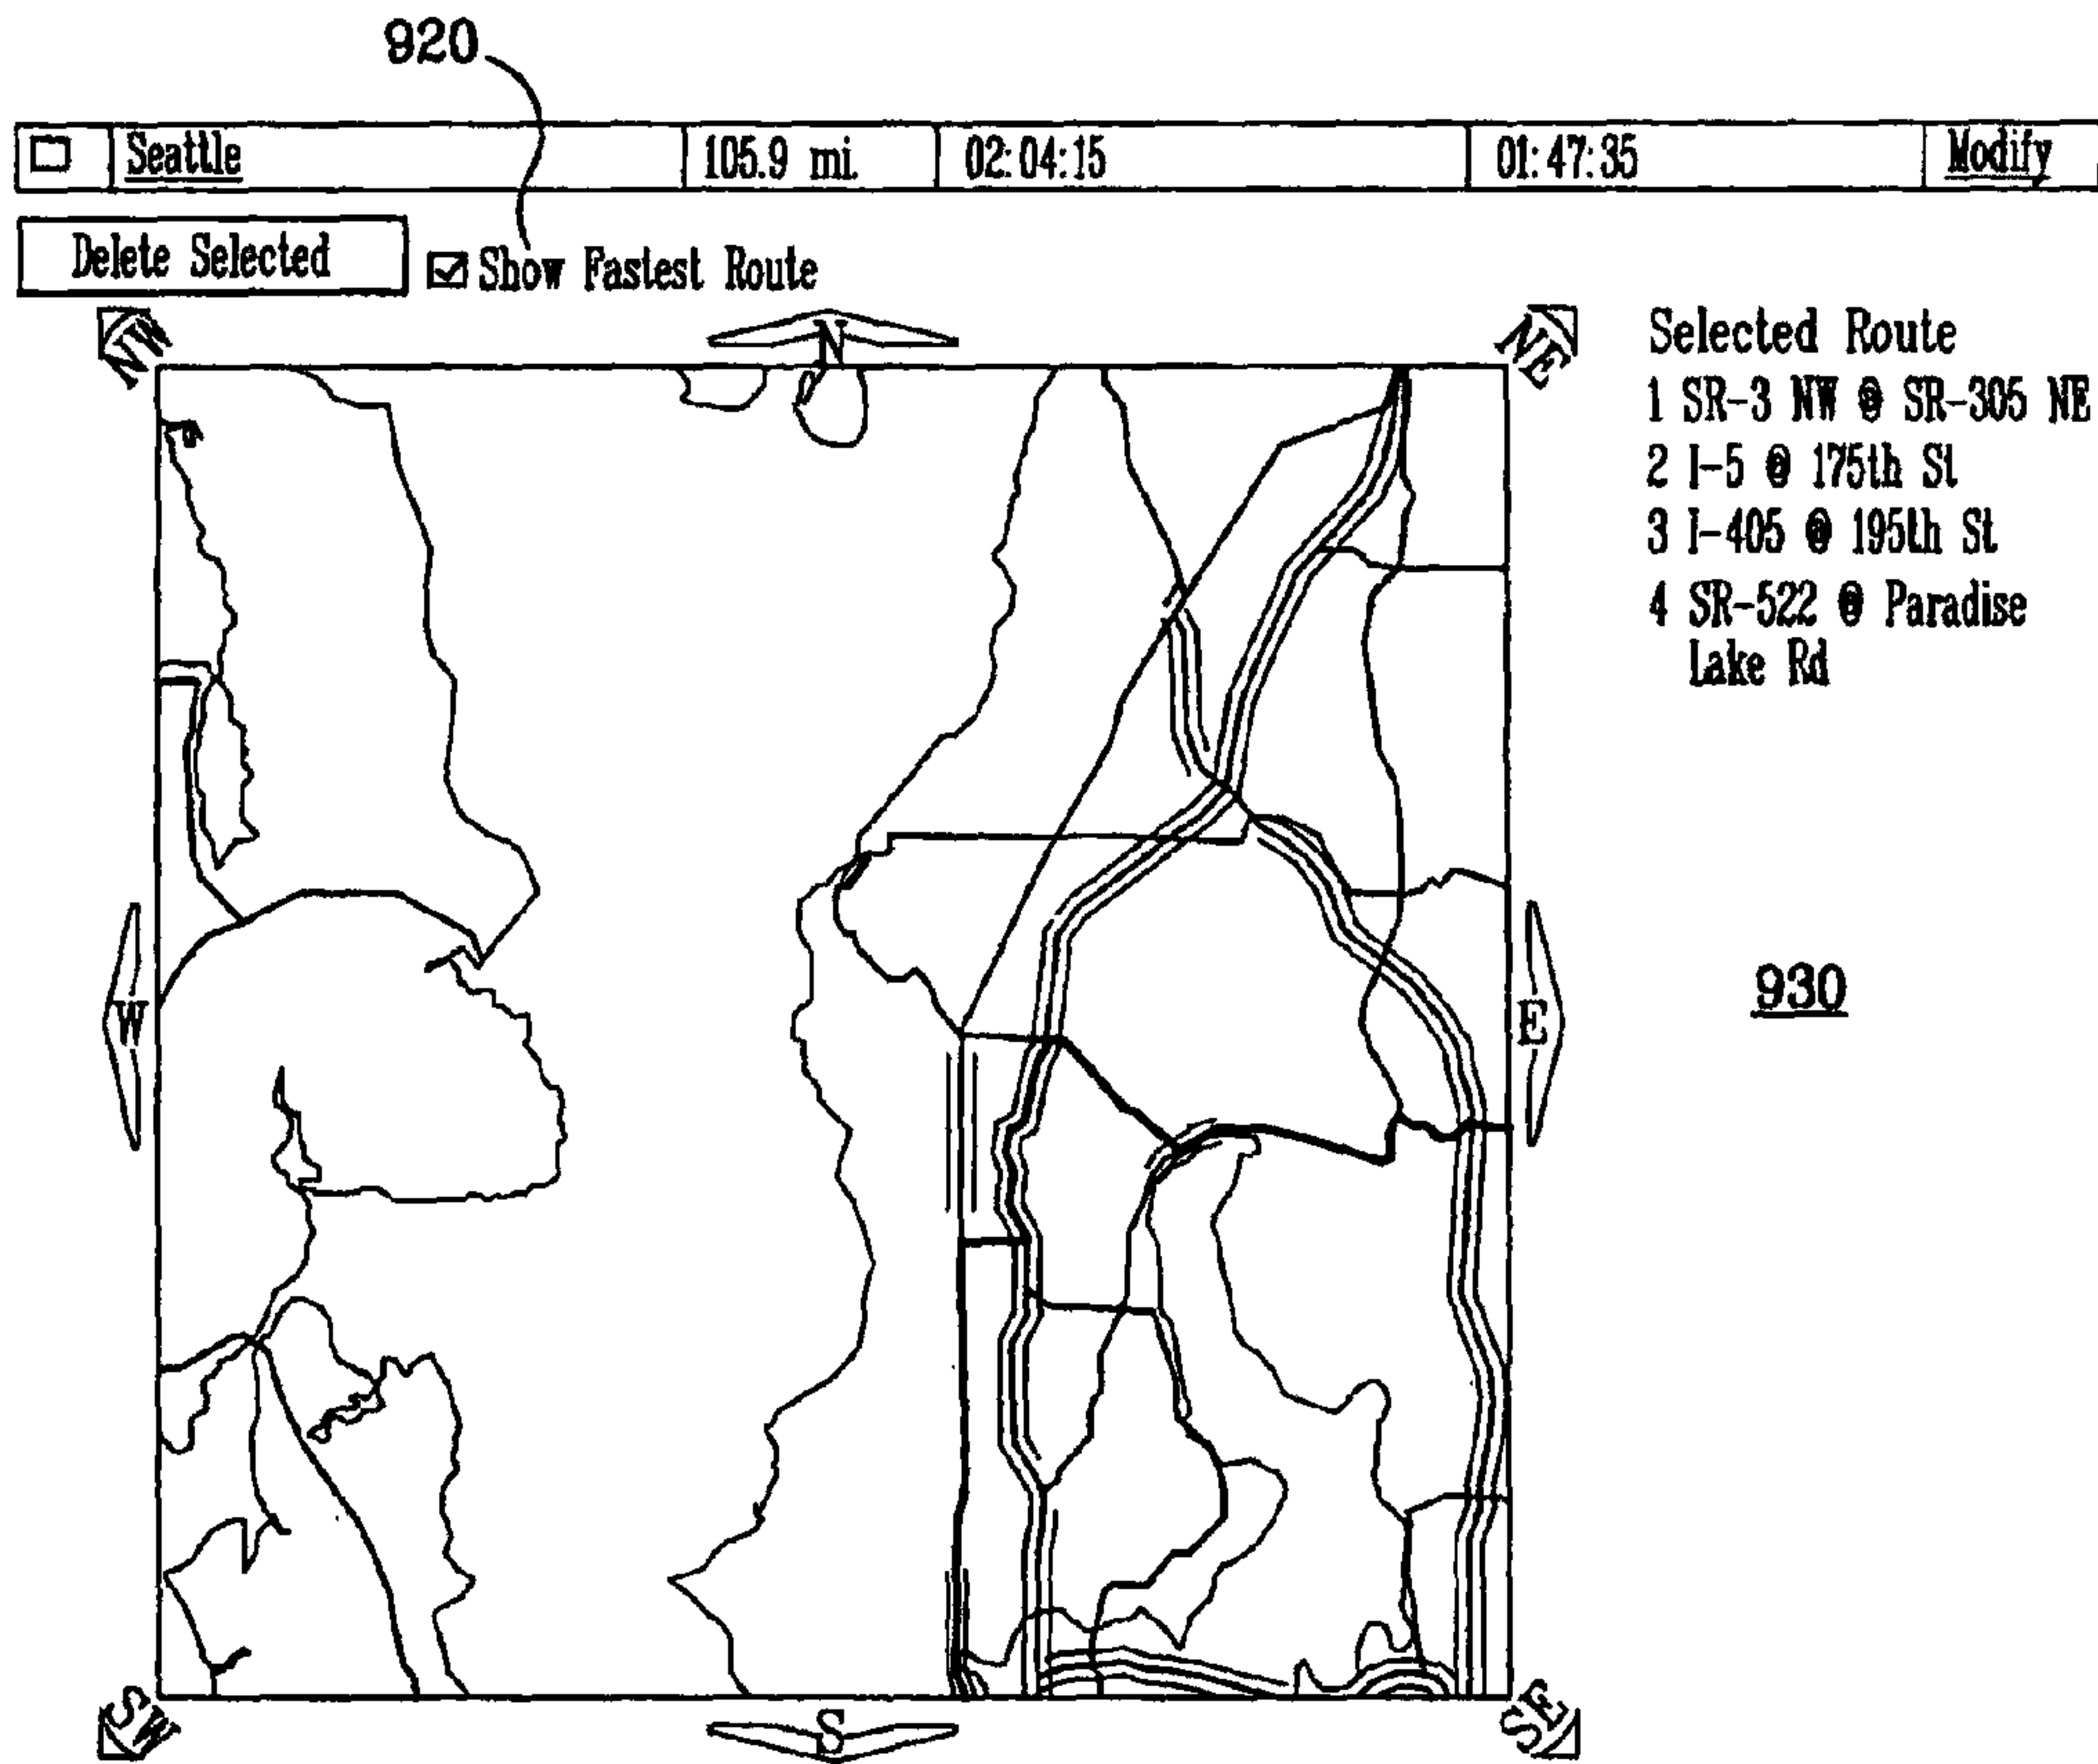 920
Seattle 105.9 mi. 02:04:15 01:47:35 Modify
Delete Selected Show Fastest Route
NW N NE
Selected Route
1 SR-3 NW @ SR-305 NE
2 I-5 @ 175th St
3 I-405 @ 195th St
4 SR-522 @ Paradise
Lake Rd
W E
930
SW S SE